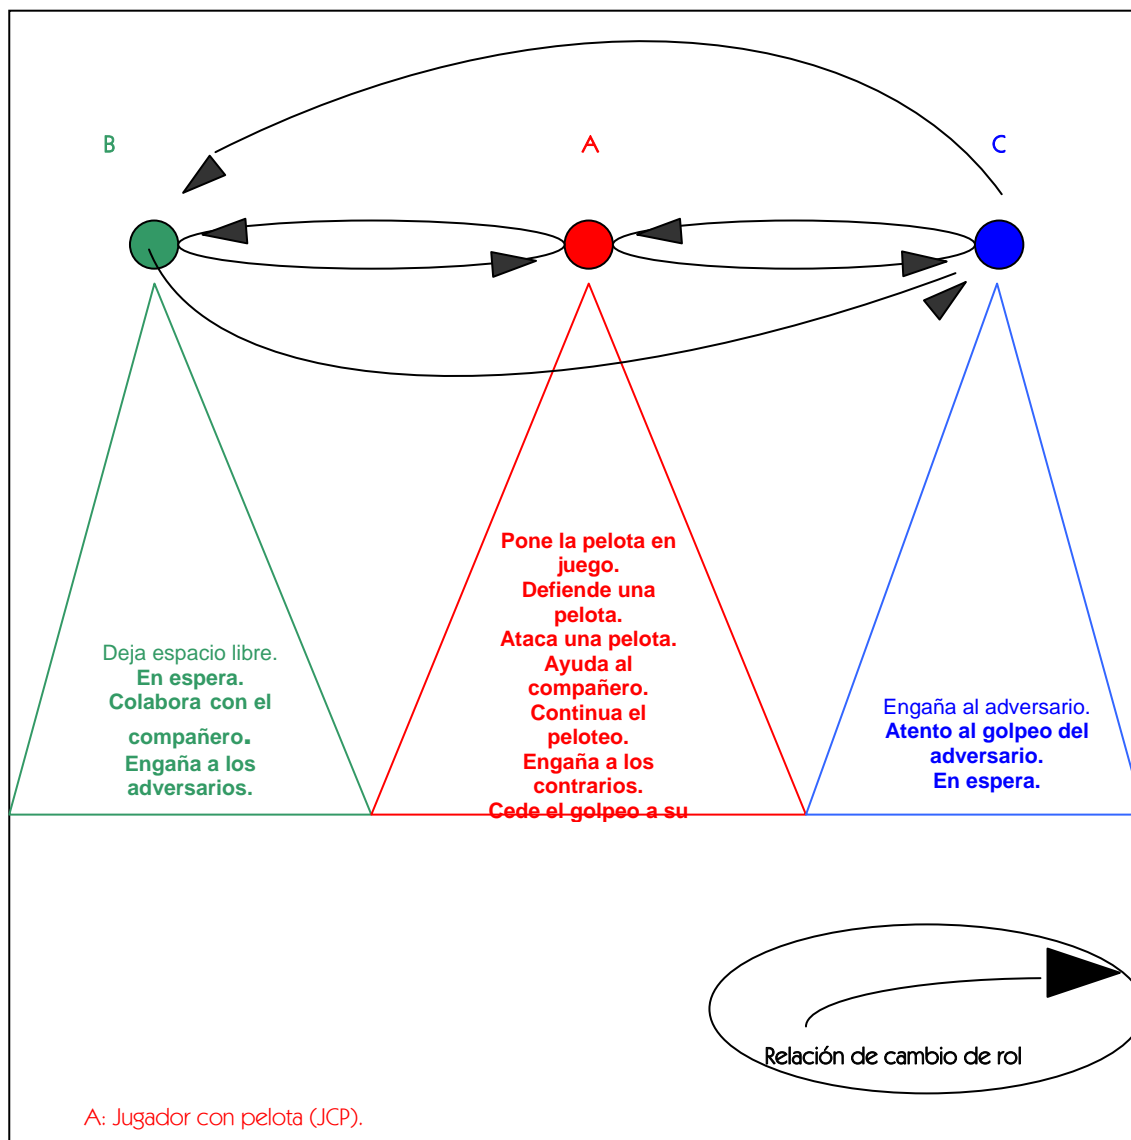 B
A
C
Deja espacio libre.
En espera.
Colabora con el
compañero.
Engaña a los
adversarios.
Pone la pelota en
juego.
Defiende una
pelota.
Ataca una pelota.
Ayuda al
compañero.
Continua el
peloteo.
Engaña a los
contrarios.
Cede el golpeo a su
Engaña al adversario.
Atento al golpeo del
adversario.
En espera.
Relación de cambio de rol
A: Jugador con pelota (JCP).